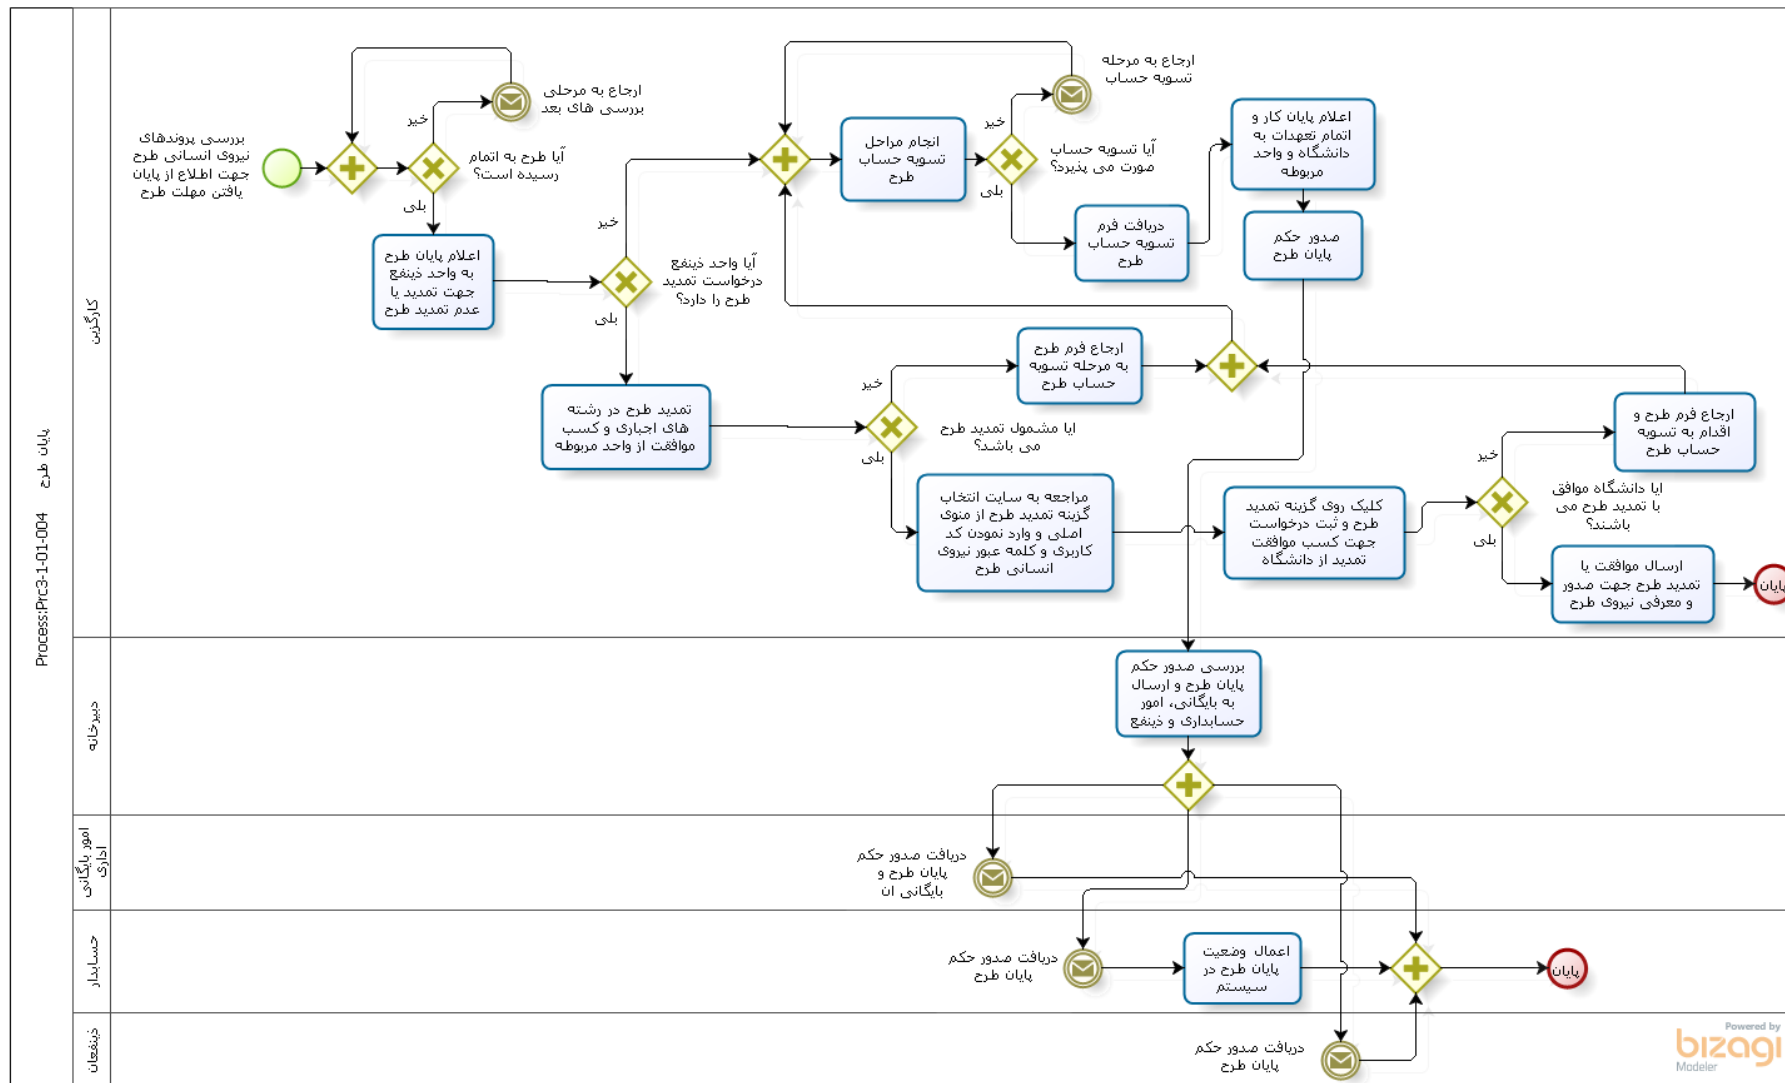 Process:Prc3-1-01-004
پایان طرح
کارگزین
بررسی پروندهای
نیروی انسانی طرح
جهت اطلاع از پایان
یافتن مهلت طرح
ارجاع به مرحلی
بررسی های بعد
خیر
آیا طرح به اتمام
رسیده است؟
بلی
اعلام پایان طرح
به واحد ذینفع
جهت تمدید یا
عدم تمدید طرح
خیر
آیا واحد ذینفع
درخواست تمدید
طرح را دارد؟
بلی
تمدید طرح در رشته
های اجباری و کسب
موافقت از واحد مربوطه
انجام مراحل
تسویه حساب
طرح
ارجاع به مرحله
تسویه حساب
خیر
آیا تسویه حساب
صورت می پذیرد؟
بلی
دریافت فرم
تسویه حساب
طرح
اعلام پایان کار و
اتمام تعهدات به
دانشگاه و واحد
مربوطه
صدور حکم
پایان طرح
خیر
ایا مشمول تمدید طرح
می باشد؟
بلی
ارجاع فرم طرح
به مرحله تسویه
حساب طرح
مراجعه به سایت انتخاب
گزینه تمدید طرح از منوی
اصلی و وارد نمودن کد
کاربری و کلمه عبور نیروی
انسانی طرح
کلیک روی گزینه تمدید
طرح و ثبت درخواست
جهت کسب موافقت
تمدید از دانشگاه
خیر
ایا دانشگاه موافق
با تمدید طرح می
باشند؟
بلی
ارجاع فرم طرح و
اقدام به تسویه
حساب طرح
ارسال موافقت یا
تمدید طرح جهت صدور
و معرفی نیروی طرح
پایان
دبیرخانه
بررسی صدور حکم
پایان طرح و ارسال
به بایگانی، امور
حسابداری و ذینفع
امور بایگانی
اداری
دریافت صدور حکم
پایان طرح و
بایگانی ان
حسابدار
دریافت صدور حکم
پایان طرح
اعمال وضعیت
پایان طرح در
سیستم
پایان
ذینفعان
دریافت صدور حکم
پایان طرح
Powered by
bizagi
Modeler